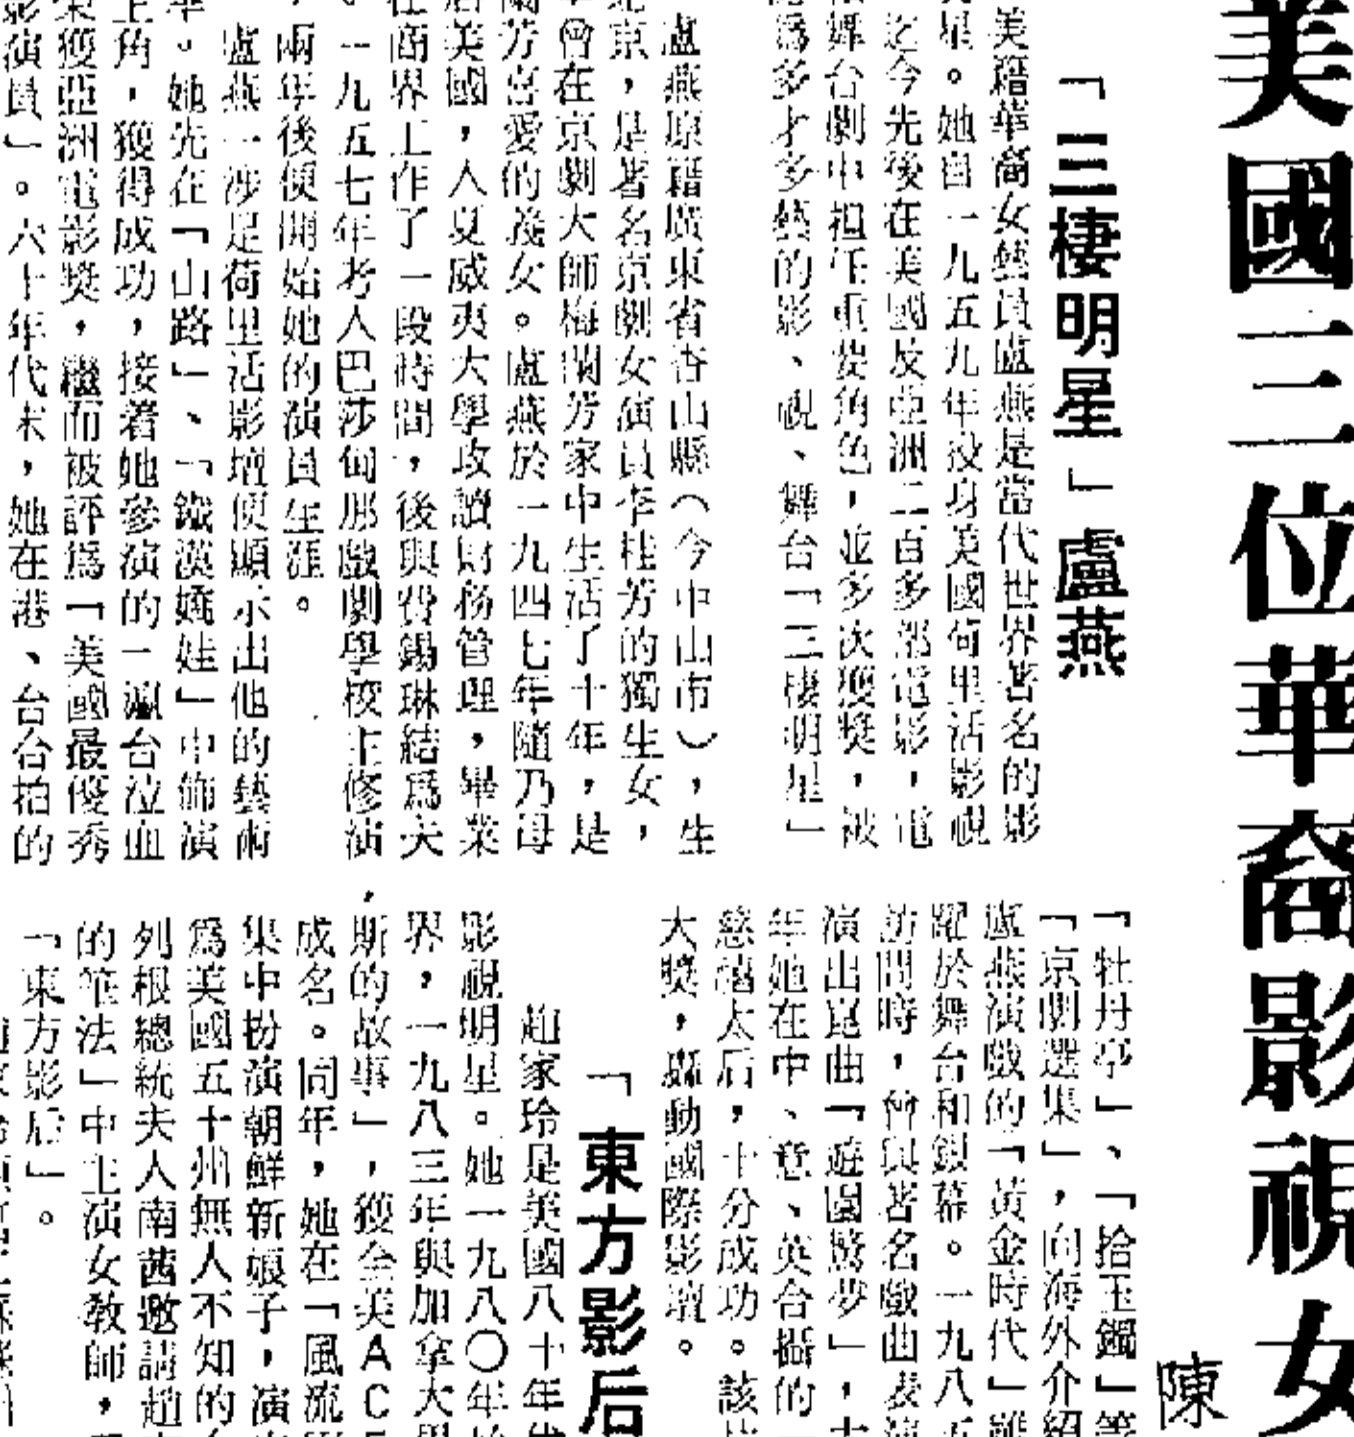 美國三位華裔影視女
陳
「三棲明星」盧燕
美籍華裔女藝員盧燕是當代世界著名的影
星。她自一九五九年投身美國荷里活影視
迄今先後在美國及亞洲二百多部電影，電
舞台劇中担任重要角色，並多次獲獎，被
爲多才多藝的影、視、舞台「三棲明星」
盧燕原籍廣東省香山縣（今中山市），生
北京，是著名京劇女演員李桂芳的獨生女，
曾在京劇大師梅蘭芳家中生活了十年，是
蘭芳喜愛的義女。盧燕於一九四七年隨乃母
居美國，入夏威夷大學攻讀財務管理，畢業
在商界工作了一段時間，後與黃錫琳結爲夫
。一九五七年考入巴莎甸那戲劇學校主修演
，兩年後便開始她的演員生涯。
盧燕一涉足荷里活影壇便顯示出他的藝術
華。她先在「山路」、「鐵漢嬌娃」中飾演
主角，獲得成功，接着她參演的「瀛台泣血
榮獲亞洲電影獎，繼而被評爲「美國最優秀
影演員」。六十年代末，她在港、台合拍的
「牡丹亭」、「拾玉鐲」等
「京劇選集」，向海外介紹
盧燕演戲的「黃金時代」雖
躍於舞台和銀幕。一九八五
訪問時，曾與著名戲曲表演
演出崑曲「遊園驚夢」，大
年她在中、意、英合攝的
慈禧太后，十分成功。該
大獎，轟動國際影壇。
「東方影后
趙家玲是美國八十年代
影視明星。她一九八〇年
界，一九八三年與加拿大
斯的故事」，獲全美AC
成名。同年，她在「風流
集中扮演朝鮮新娘子，演
爲美國五十州無人不知的
列根總統夫人南茜邀請趙
的筆法」中主演女教師，
「東方影后」。